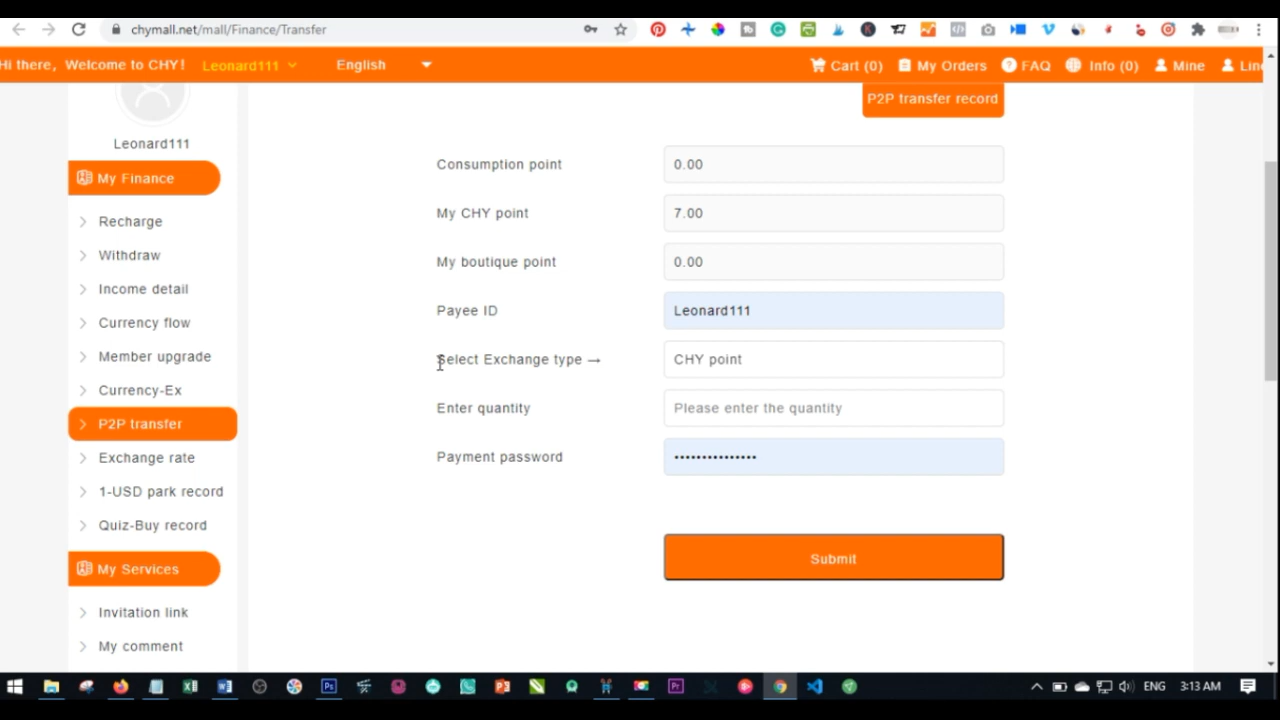 chymall.net/mall/Finance/Transfer
Hi there, Welcome to CHY! Leonard111 English Cart (0) My Orders FAQ Info (0) Mine
P2P transfer record
Leonard111
My Finance
Recharge
Withdraw
Income detail
Currency flow
Member upgrade
Currency-Ex
P2P transfer
Exchange rate
1-USD park record
Quiz-Buy record
My Services
Invitation link
My comment
Consumption point 0.00
My CHY point 7.00
My boutique point 0.00
Payee ID Leonard111
Select Exchange type → CHY point
Enter quantity Please enter the quantity
Payment password •••••••••••••••
Submit
ENG 3:13 AM